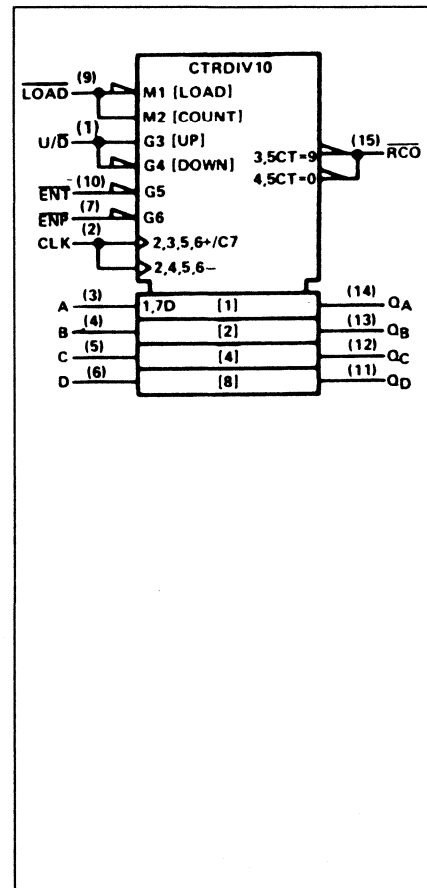 CTRDIV10
(9)
LOAD
M1 [LOAD]
M2 [COUNT]
(1)
U/D
G3 [UP]
G4 [DOWN]
3,5CT=9
4,5CT=0
(15)
RCO
(10)
ENT
G5
(7)
ENP
G6
(2)
CLK
2,3,5,6+/C7
2,4,5,6–
(3)
A
1,7D [1]
(14)
QA
(4)
B
[2]
(13)
QB
(5)
C
[4]
(12)
QC
(6)
D
[8]
(11)
QD